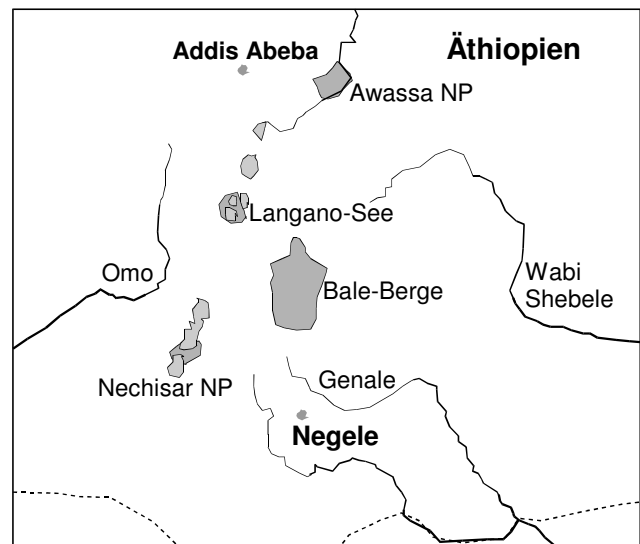 Addis Abeba
Äthiopien
Awassa NP
Langano-See
Omo
Bale-Berge
Wabi
Shebele
Nechisar NP
Genale
Negele